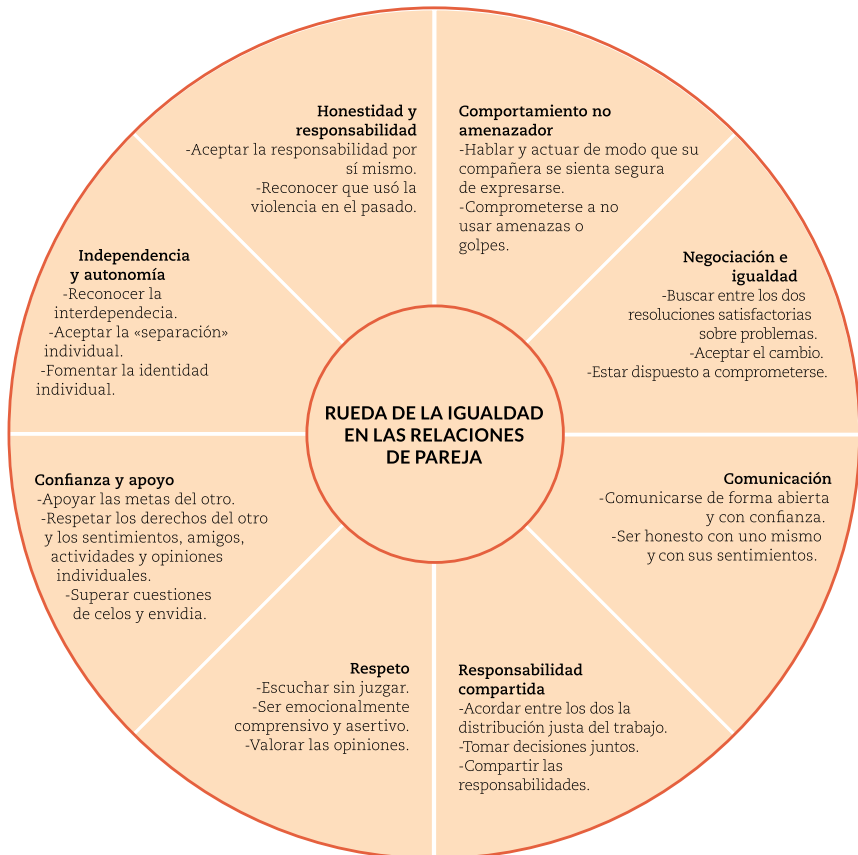 Honestidad y
responsabilidad
-Aceptar la responsabilidad por
sí mismo.
-Reconocer que usó la
violencia en el pasado.
Comportamiento no
amenazador
-Hablar y actuar de modo que su
compañera se sienta segura
de expresarse.
-Comprometerse a no
usar amenazas o
golpes.
Independencia
y autonomía
-Reconocer la
interdependecia.
-Aceptar la «separación»
individual.
-Fomentar la identidad
individual.
Negociación e
igualdad
-Buscar entre los dos
resoluciones satisfactorias
sobre problemas.
-Aceptar el cambio.
-Estar dispuesto a comprometerse.
RUEDA DE LA IGUALDAD
EN LAS RELACIONES
DE PAREJA
Confianza y apoyo
-Apoyar las metas del otro.
-Respetar los derechos del otro
y los sentimientos, amigos,
actividades y opiniones
individuales.
-Superar cuestiones
de celos y envidia.
Comunicación
-Comunicarse de forma abierta
y con confianza.
-Ser honesto con uno mismo
y con sus sentimientos.
Respeto
-Escuchar sin juzgar.
-Ser emocionalmente
comprensivo y asertivo.
-Valorar las opiniones.
Responsabilidad
compartida
-Acordar entre los dos la
distribución justa del trabajo.
-Tomar decisiones juntos.
-Compartir las
responsabilidades.